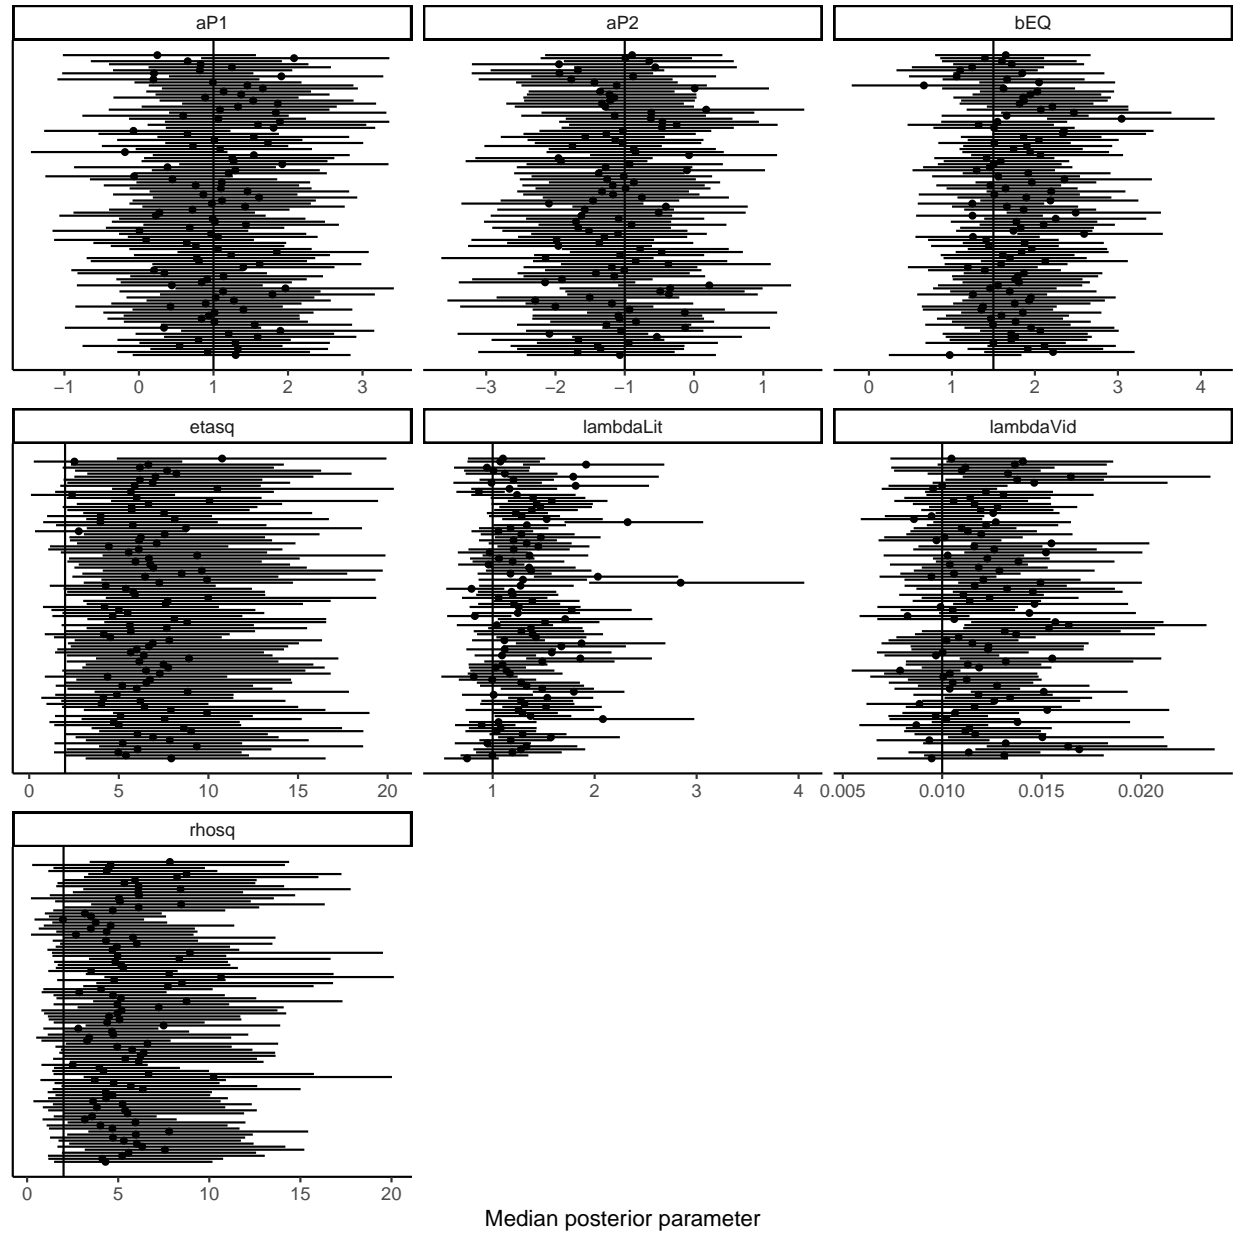 aP1 aP2 bEQ
−1 0 1 2 3 −3 −2 −1 0 1 0 1 2 3 4
etasq lambdaLit lambdaVid
0 5 10 15 20 1 2 3 4 0.005 0.010 0.015 0.020
rhosq
0 5 10 15 20
Median posterior parameter